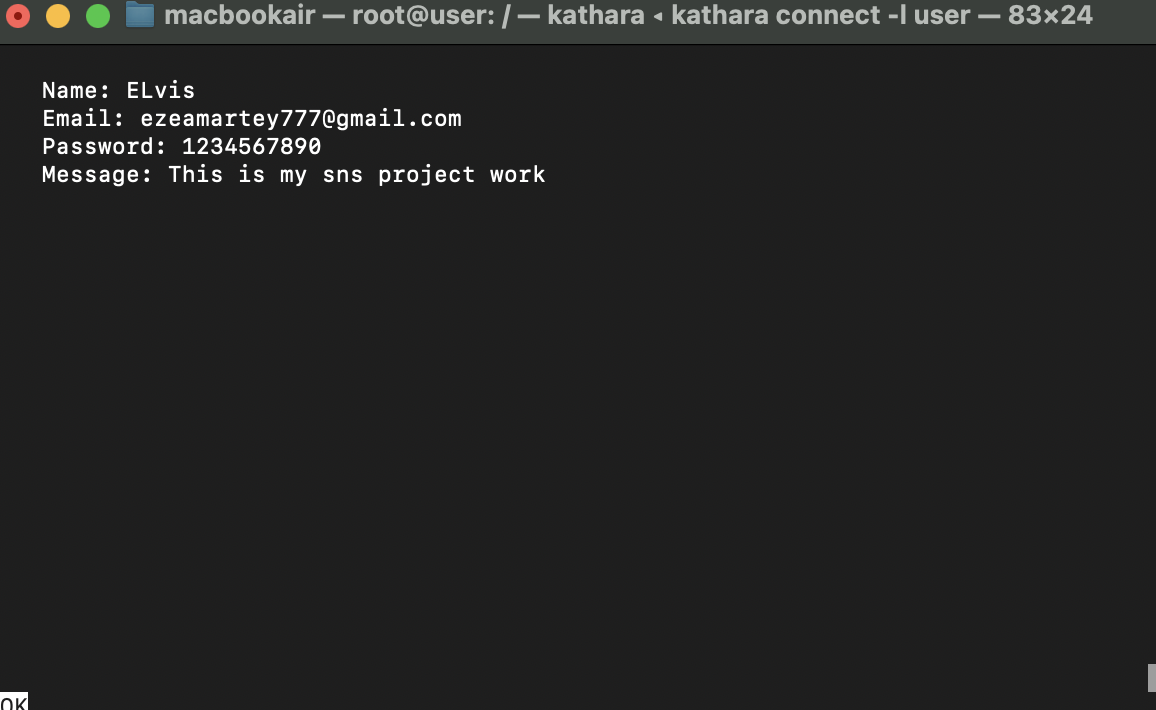 macbookair — root@user: / — kathara ◂ kathara connect -l user — 83×24
Name: ELvis
Email: ezeamartey777@gmail.com
Password: 1234567890
Message: This is my sns project work
OK